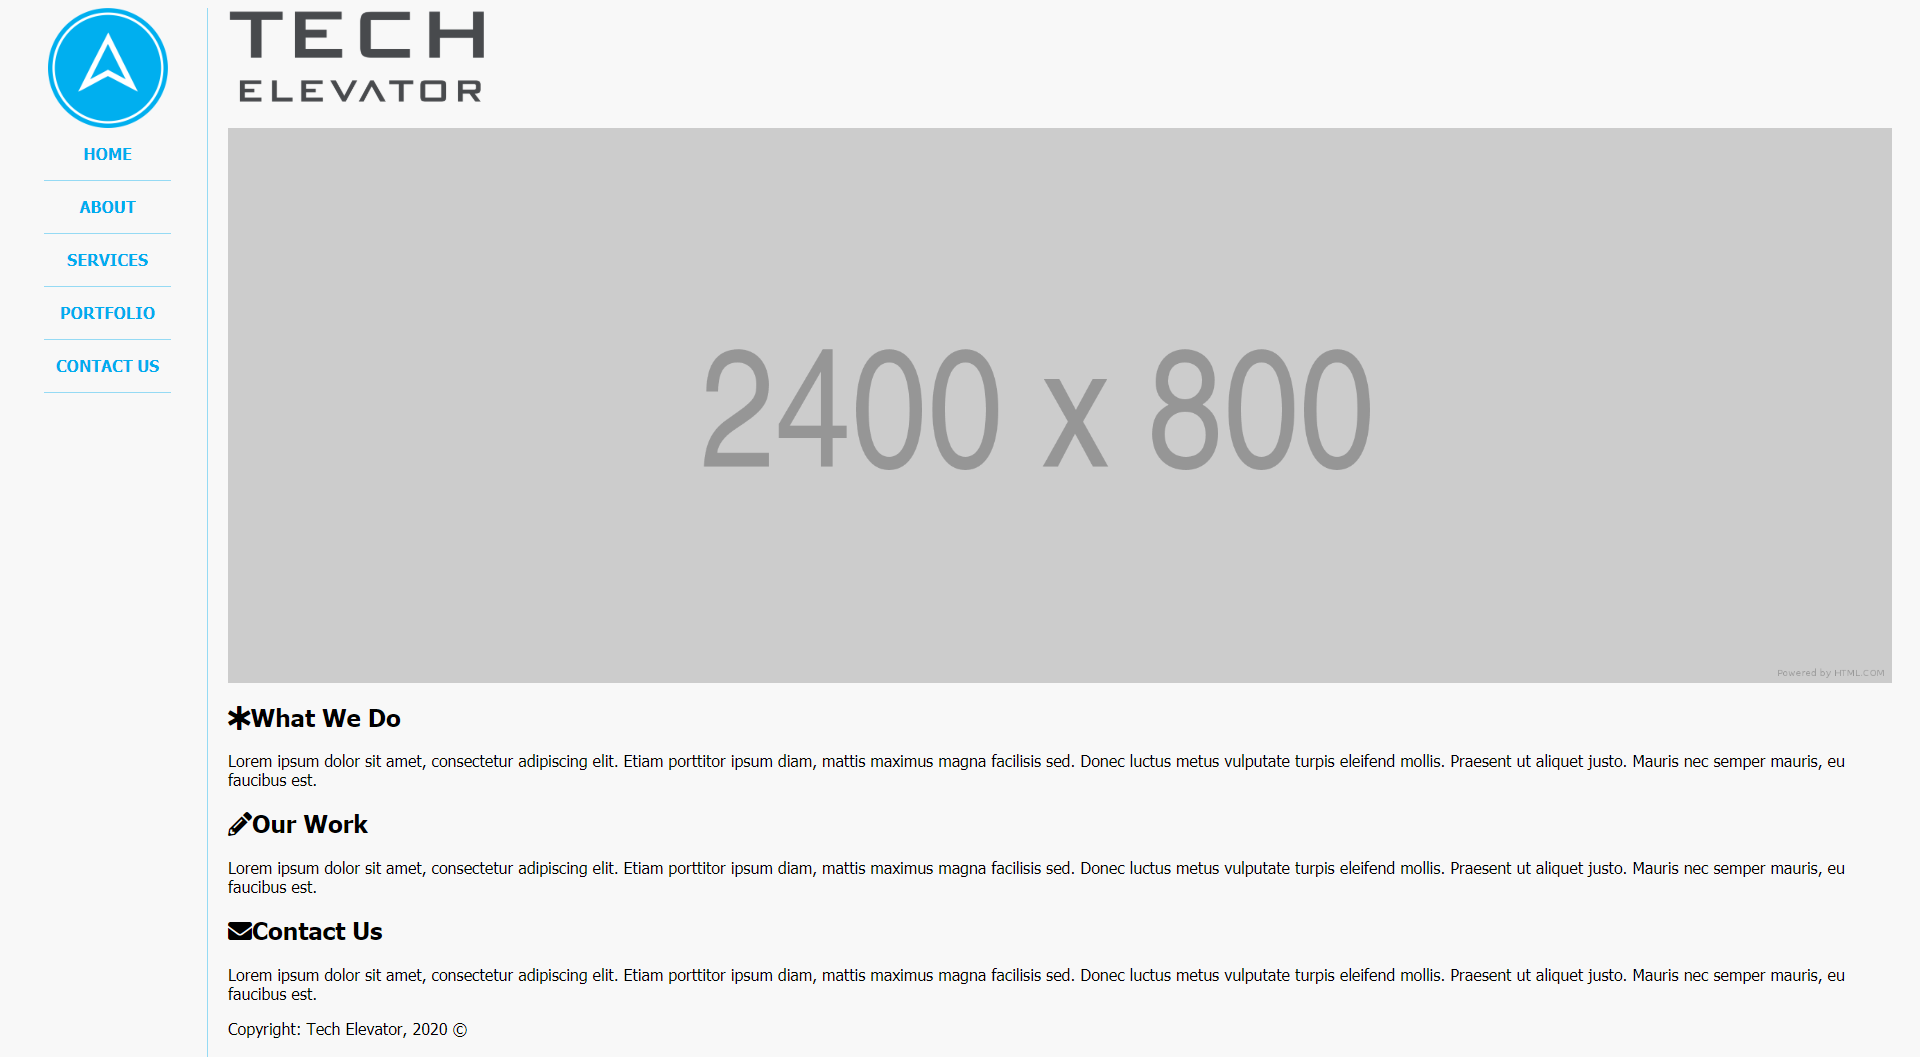 HOME
ABOUT
SERVICES
PORTFOLIO
CONTACT US
TECH
ELEVATOR
2400 x 800
Powered by HTML.COM
What We Do
Lorem ipsum dolor sit amet, consectetur adipiscing elit. Etiam porttitor ipsum diam, mattis maximus magna facilisis sed. Donec luctus metus vulputate turpis eleifend mollis. Praesent ut aliquet justo. Mauris nec semper mauris, eu
faucibus est.
Our Work
Lorem ipsum dolor sit amet, consectetur adipiscing elit. Etiam porttitor ipsum diam, mattis maximus magna facilisis sed. Donec luctus metus vulputate turpis eleifend mollis. Praesent ut aliquet justo. Mauris nec semper mauris, eu
faucibus est.
Contact Us
Lorem ipsum dolor sit amet, consectetur adipiscing elit. Etiam porttitor ipsum diam, mattis maximus magna facilisis sed. Donec luctus metus vulputate turpis eleifend mollis. Praesent ut aliquet justo. Mauris nec semper mauris, eu
faucibus est.
Copyright: Tech Elevator, 2020 ©